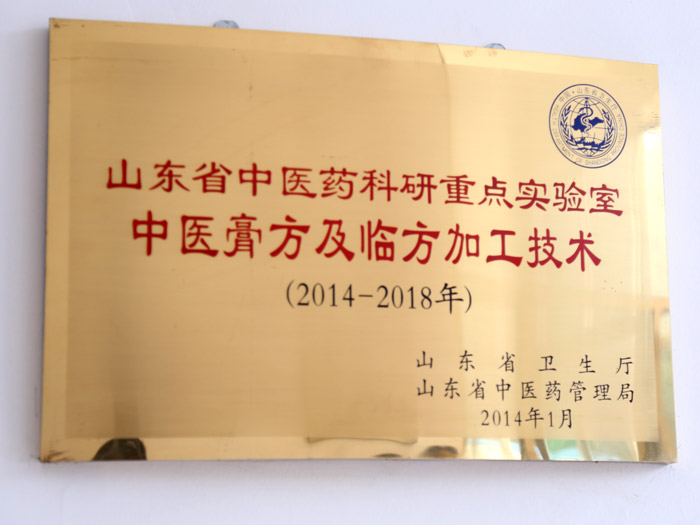 山东省中医药科研重点实验室
中医膏方及临方加工技术
(2014-2018年)
山东省卫生厅
山东省中医药管理局
2014年1月